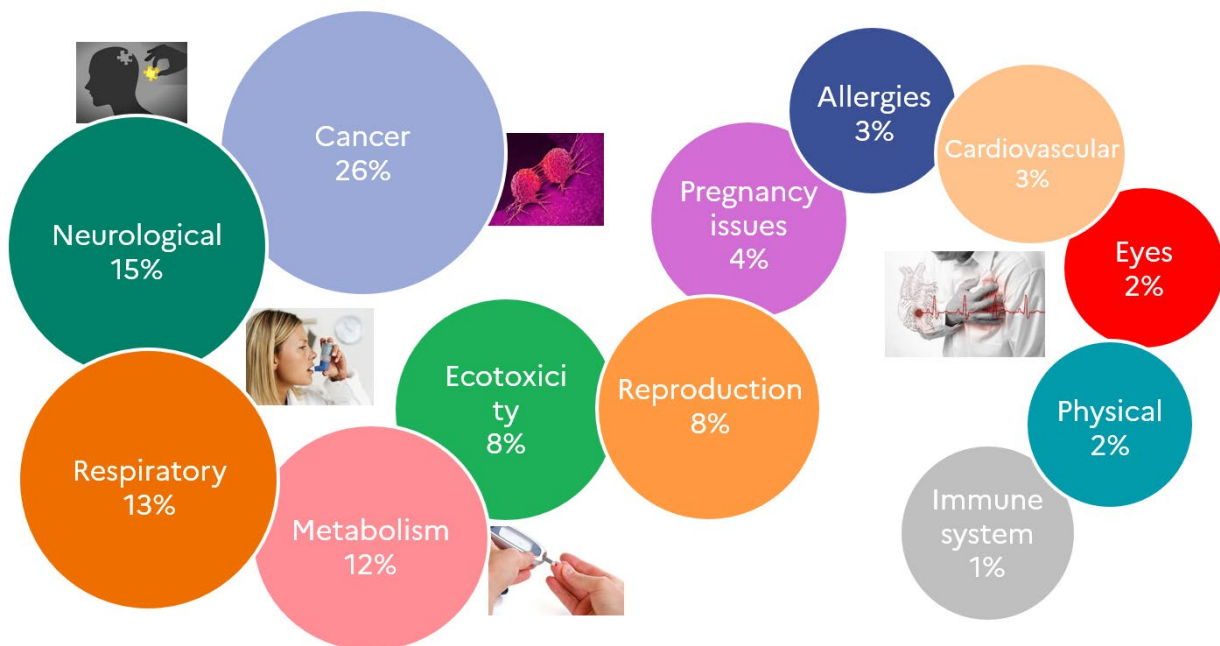 Cancer
26%
Neurological
15%
Respiratory
13%
Metabolism
12%
Ecotoxici
ty
8%
Reproduction
8%
Pregnancy
issues
4%
Allergies
3%
Cardiovascular
3%
Eyes
2%
Physical
2%
Immune
system
1%